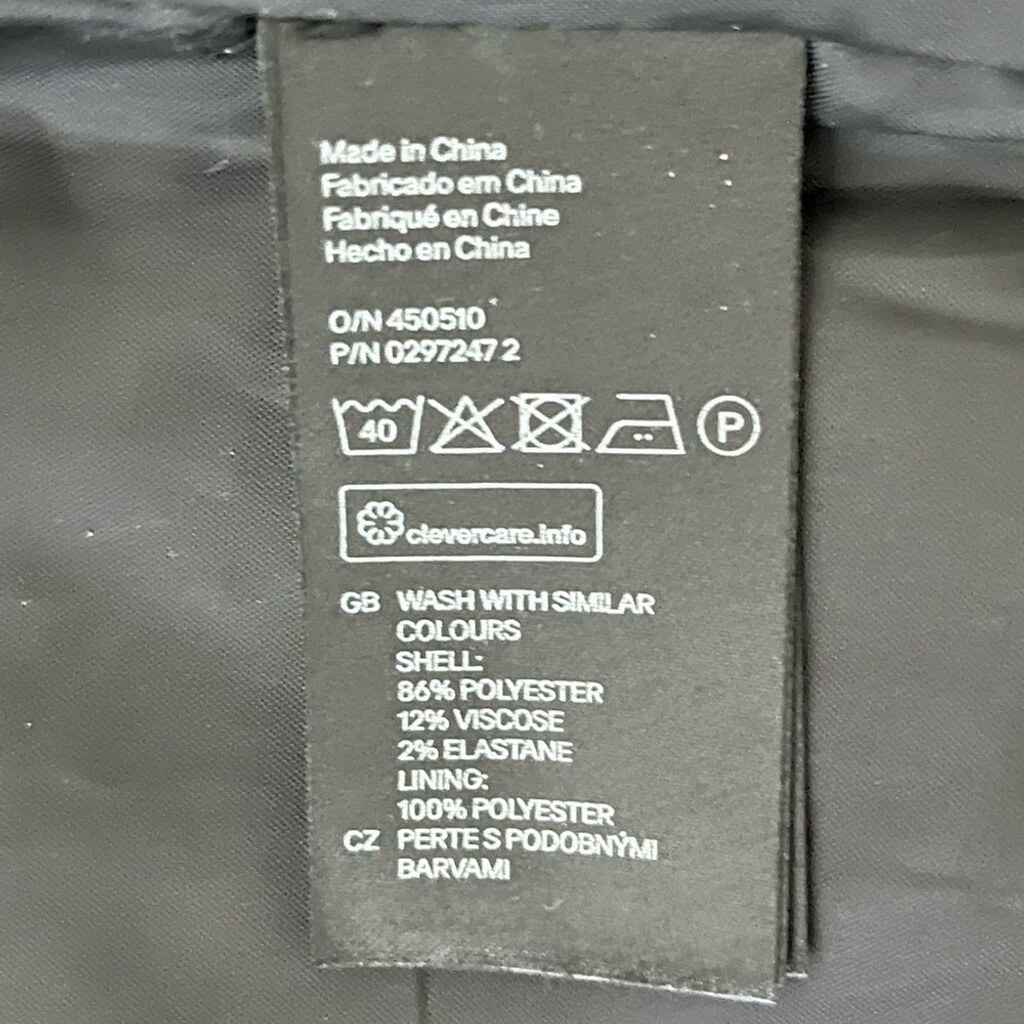 Made in China
Fabricado em China
Fabriqué en Chine
Hecho en China
O/N 450510
P/N 0297247 2
40 P
clevercare.info
GB WASH WITH SIMILAR
COLOURS
SHELL:
86% POLYESTER
12% VISCOSE
2% ELASTANE
LINING:
100% POLYESTER
CZ PERTE S PODOBNÝMI
BARVAMI